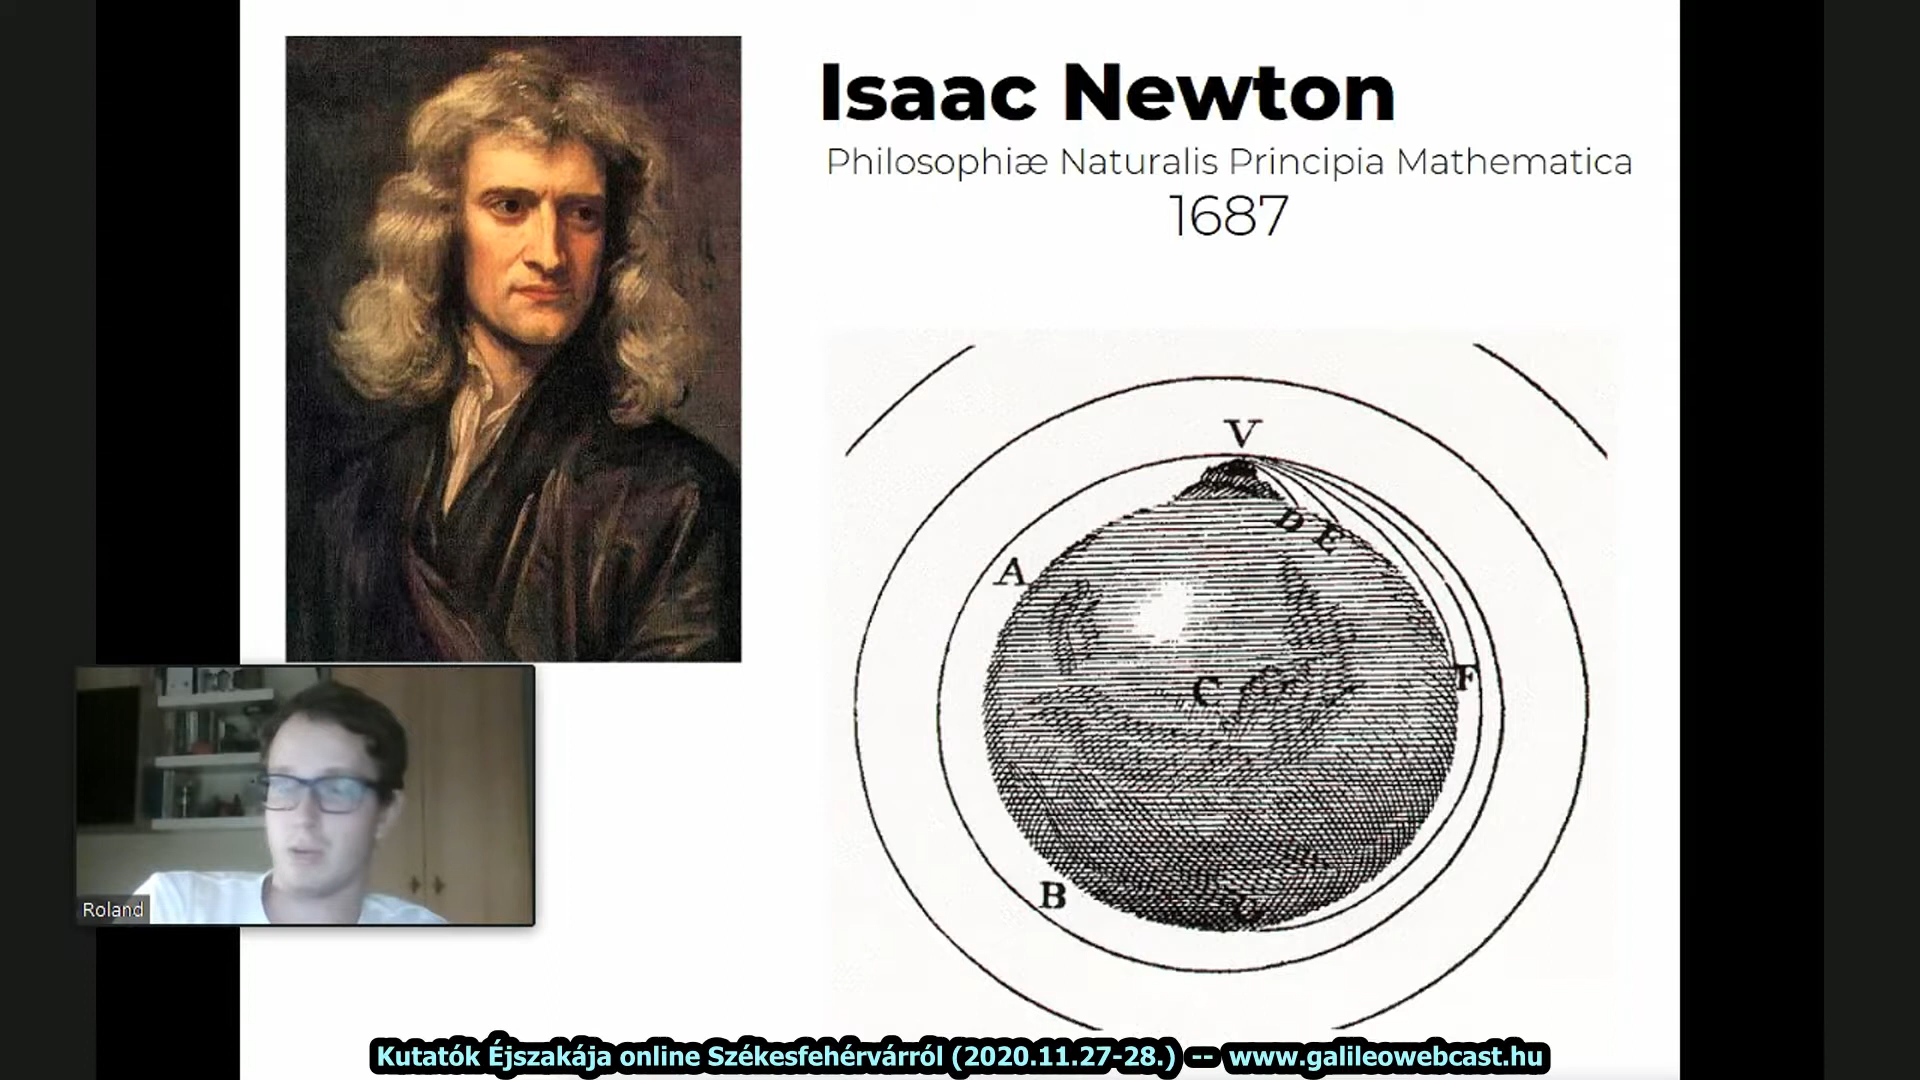 Isaac Newton
Philosophiæ Naturalis Principia Mathematica
1687
V
D
E
A
C
F
B
Roland
Kutatók Éjszakája online Székesfehérvárról (2020.11.27-28.) -- www.galileowebcast.hu